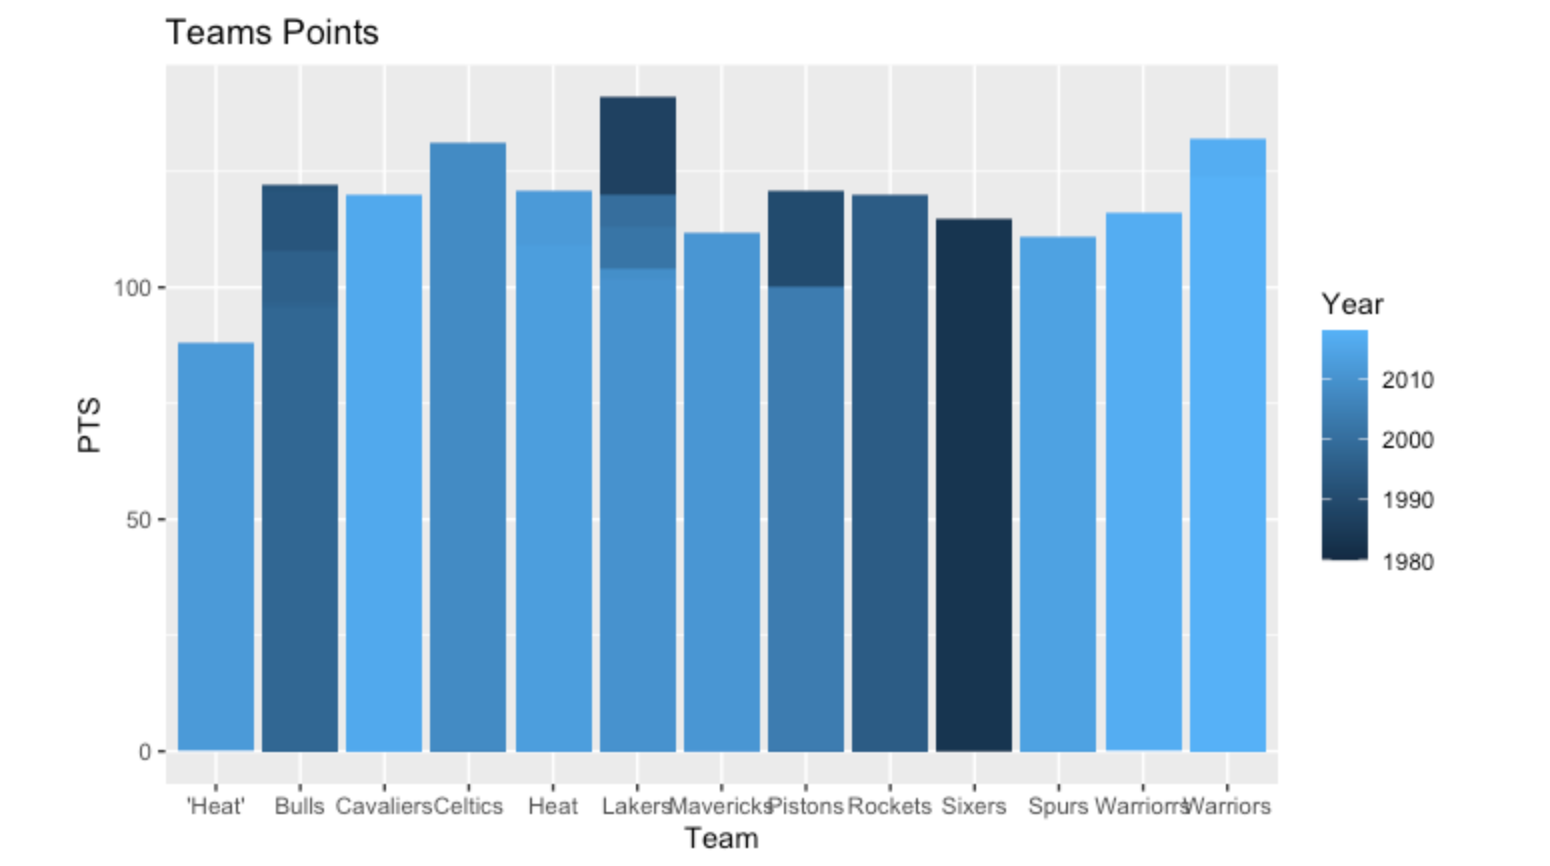 Teams Points
PTS
100
50
0
'Heat' Bulls Cavaliers Celtics Heat Lakers Mavericks Pistons Rockets Sixers Spurs Warriorrs Warriors
Team
Year
2010
2000
1990
1980